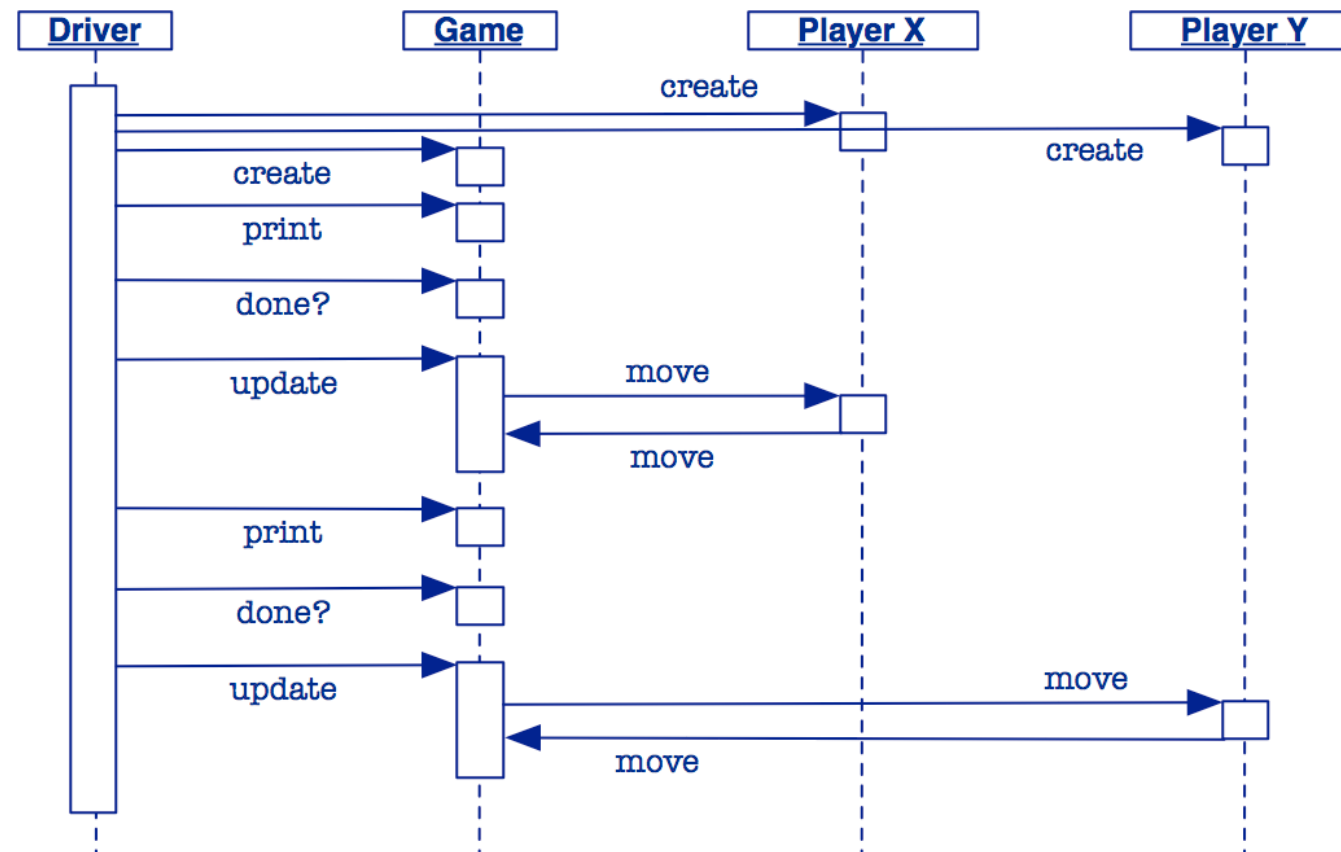 Driver
Game
Player X
Player Y
create
create
create
print
done?
update
move
move
print
done?
update
move
move